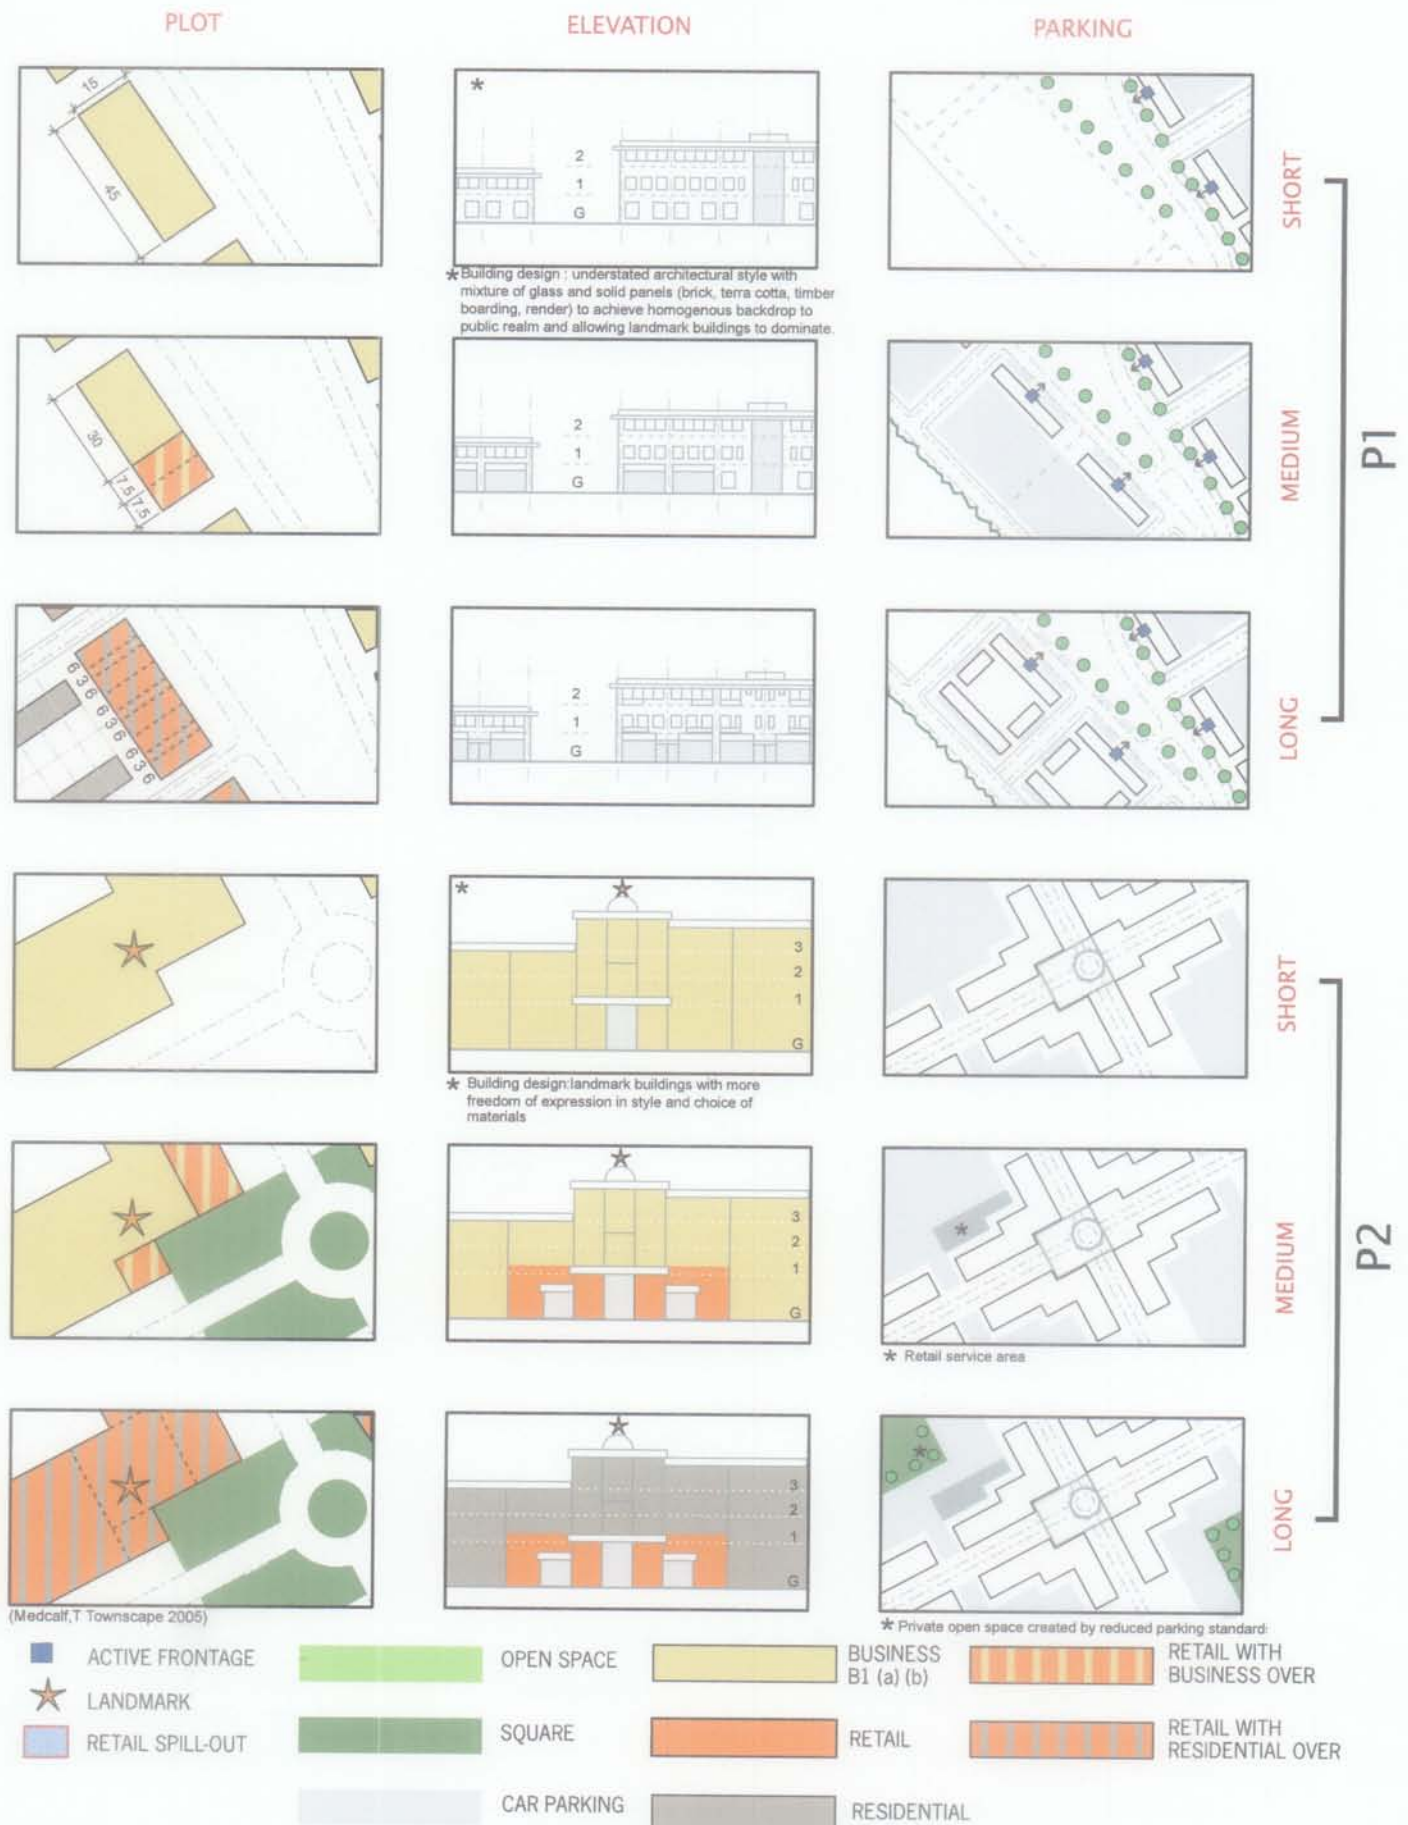 PLOT
ELEVATION
PARKING
15
45
*
2
1
G
SHORT
*Building design : understated architectural style with
mixture of glass and solid panels (brick, terra cotta, timber
boarding, render) to achieve homogenous backdrop to
public realm and allowing landmark buildings to dominate.
30
7.5
7.5
2
1
G
MEDIUM
P1
6 3 6 6 3 6 6 3 6
2
1
G
LONG
*
3
2
1
G
SHORT
* Building design:landmark buildings with more
freedom of expression in style and choice of
materials
3
2
1
G
*
MEDIUM
P2
* Retail service area
3
2
1
G
*
LONG
(Medcalf,T Townscape 2005)
* Private open space created by reduced parking standard:
ACTIVE FRONTAGE
LANDMARK
RETAIL SPILL-OUT
OPEN SPACE
SQUARE
CAR PARKING
BUSINESS
B1 (a) (b)
RETAIL
RESIDENTIAL
RETAIL WITH
BUSINESS OVER
RETAIL WITH
RESIDENTIAL OVER